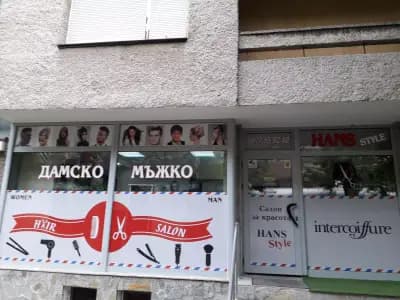 ДАМСКО МЪЖКО
WOMEN MAN
HAIR SALON
HANS STYLE
Салон
за красота
HANS
Style
intercoiffure